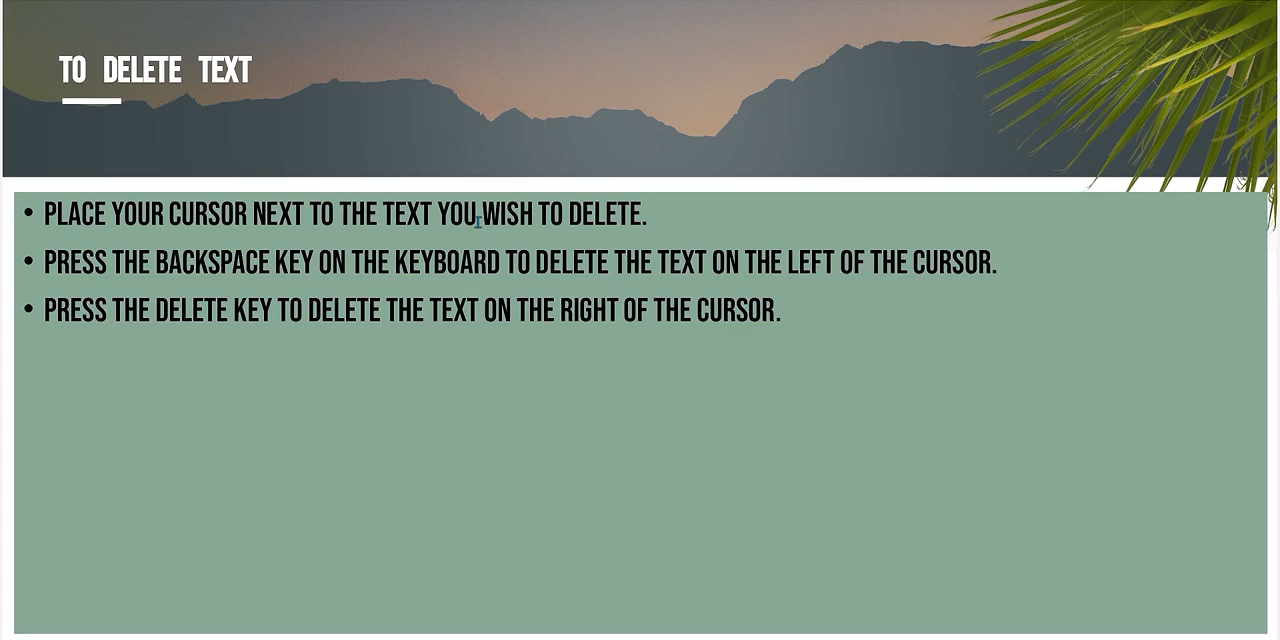 TO DELETE TEXT
• PLACE YOUR CURSOR NEXT TO THE TEXT YOU WISH TO DELETE.
• PRESS THE BACKSPACE KEY ON THE KEYBOARD TO DELETE THE TEXT ON THE LEFT OF THE CURSOR.
• PRESS THE DELETE KEY TO DELETE THE TEXT ON THE RIGHT OF THE CURSOR.